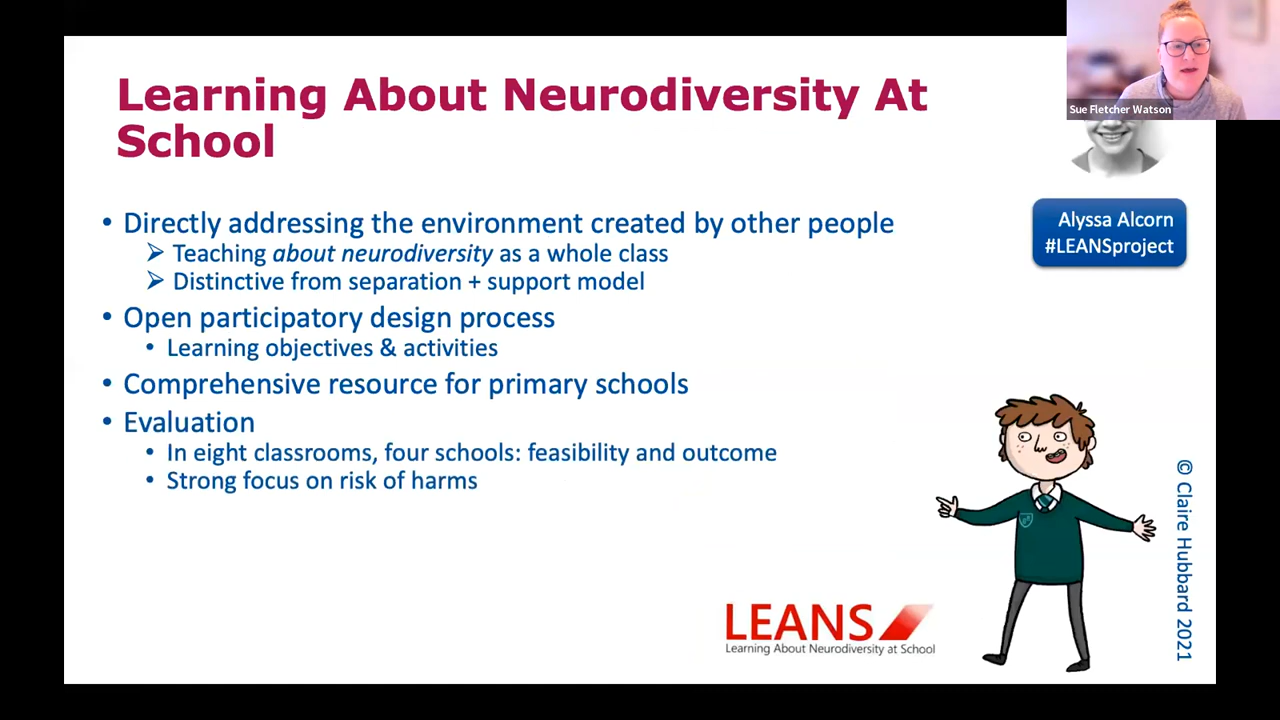 Learning About Neurodiversity At
School
Sue Fletcher Watson
Alyssa Alcorn
#LEANSproject
• Directly addressing the environment created by other people
➢ Teaching about neurodiversity as a whole class
➢ Distinctive from separation + support model
• Open participatory design process
• Learning objectives & activities
• Comprehensive resource for primary schools
• Evaluation
• In eight classrooms, four schools: feasibility and outcome
• Strong focus on risk of harms
© Claire Hubbard 2021
LEANS
Learning About Neurodiversity at School